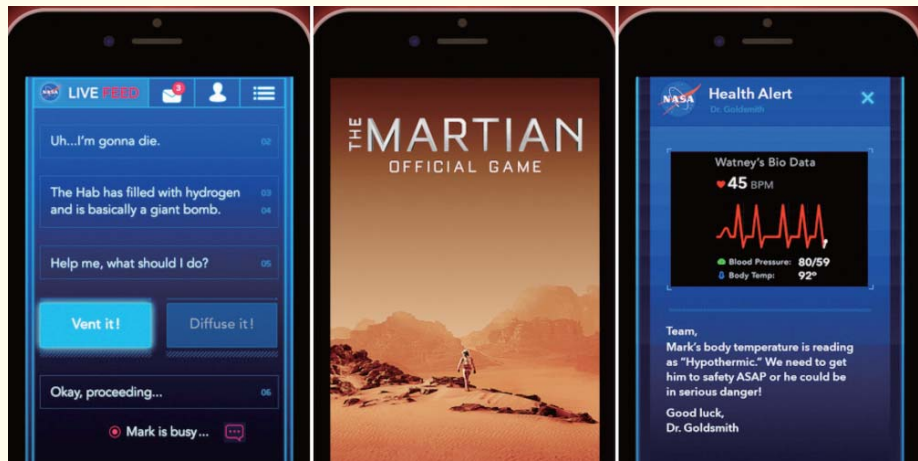 NASA
LIVE FEED
3
Uh...I'm gonna die.
02
The Hab has filled with hydrogen
03
and is basically a giant bomb.
04
Help me, what should I do?
05
Vent it!
Diffuse it!
Okay, proceeding...
06
Mark is busy...
THE MARTIAN
OFFICIAL GAME
NASA
Health Alert
Dr. Goldsmith
Watney's Bio Data
45 BPM
Blood Pressure: 80/59
Body Temp: 92°
Team,
Mark's body temperature is reading
as "Hypothermic." We need to get
him to safety ASAP or he could be
in serious danger!
Good luck,
Dr. Goldsmith